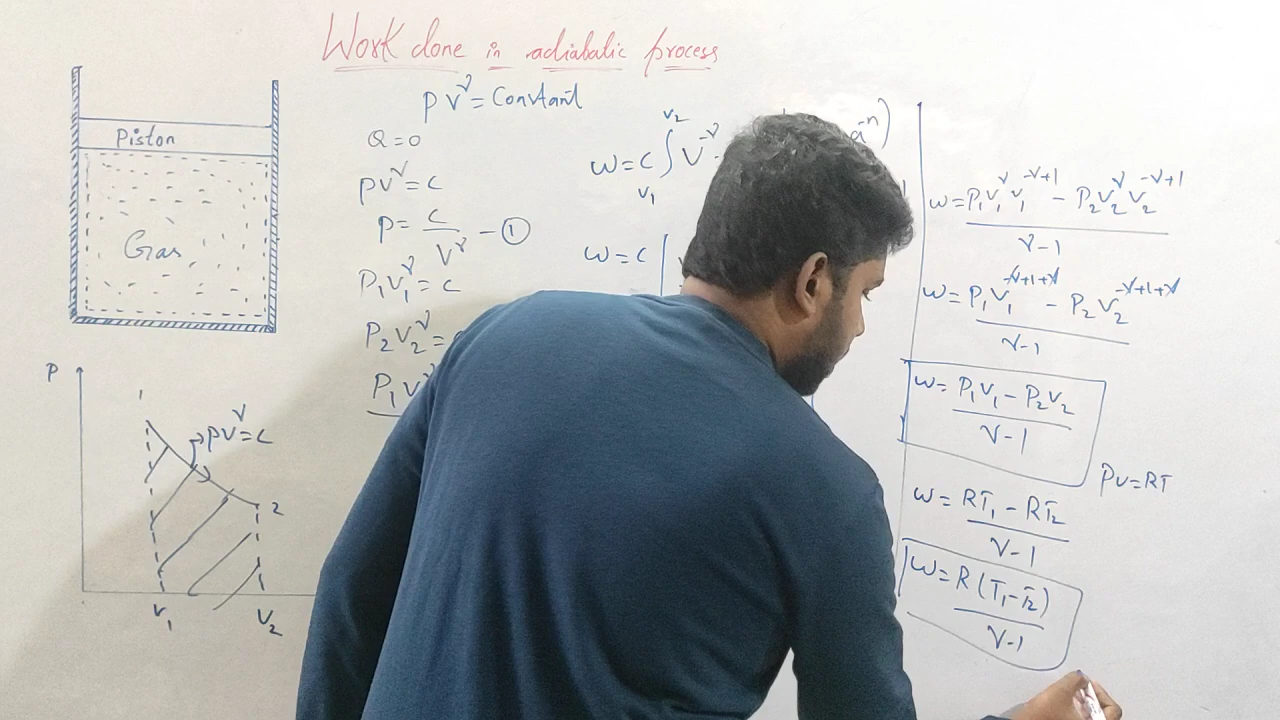 Work done in adiabatic process
PV^γ = Constant
Piston
Gas
P
1
PV^γ = C
2
V₁
V₂
Q = 0
PV^γ = C
P = C / V^γ - ①
P₁V₁^γ = C
P₂V₂^γ =
P₁V
W = C ∫ V^-γ
V₂
V₁
a^n)
W = C
W = P₁V₁^γ V₁^-γ+1 - P₂V₂^γ V₂^-γ+1 / γ-1
W = P₁V₁^-γ+1+γ - P₂V₂^-γ+1+γ / γ-1
W = P₁V₁ - P₂V₂ / γ-1
PV = RT
W = RT₁ - RT₂ / γ-1
W = R(T₁-T₂) / γ-1